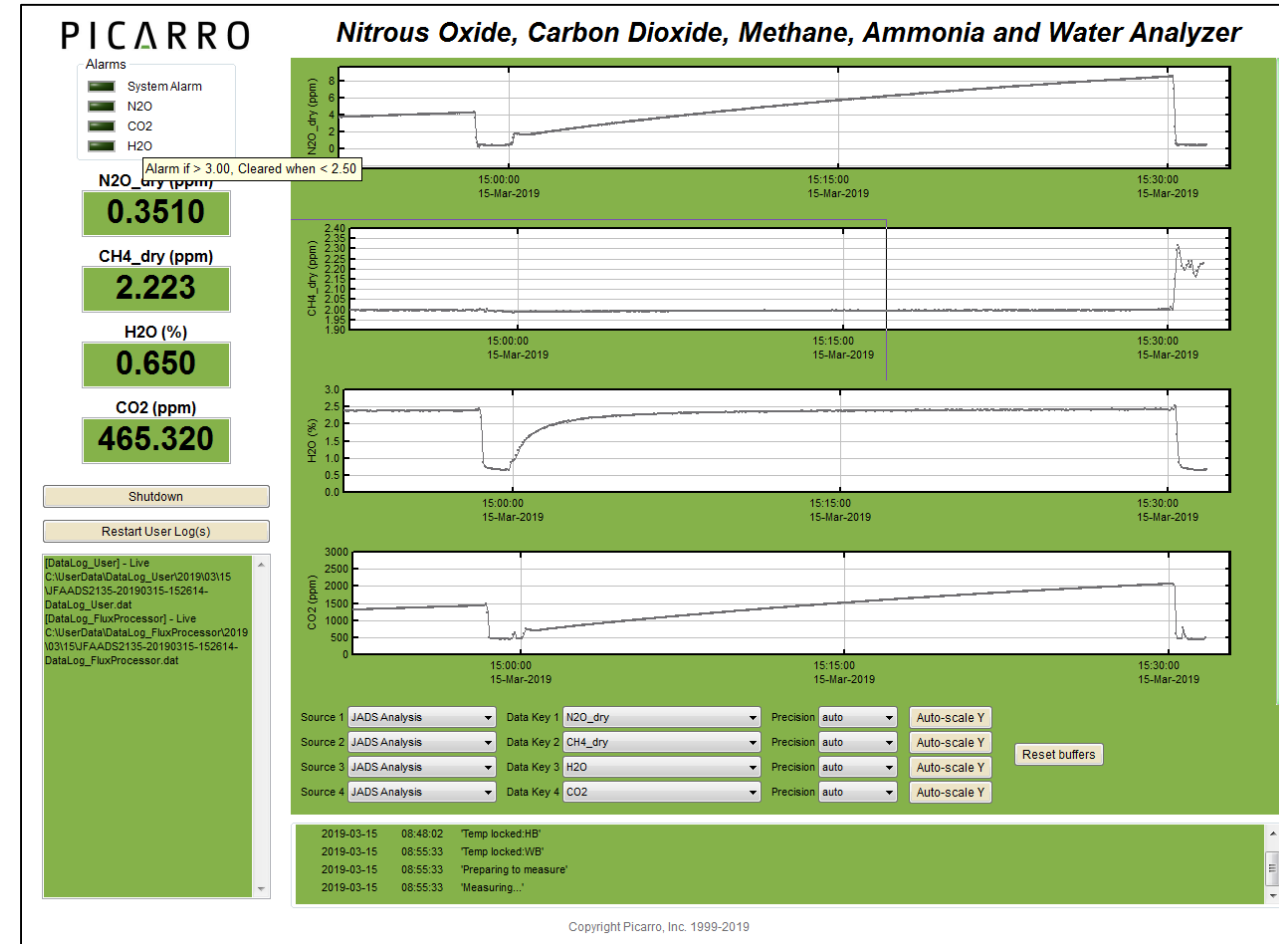 PICARRO
Nitrous Oxide, Carbon Dioxide, Methane, Ammonia and Water Analyzer
Alarms
System Alarm
N2O
CO2
H2O
Alarm if > 3.00, Cleared when < 2.50
N2O_dry (ppm)
0.3510
CH4_dry (ppm)
2.223
H2O (%)
0.650
CO2 (ppm)
465.320
Shutdown
Restart User Log(s)
[DataLog_User] - Live
C:\UserData\DataLog_User\2019\03\15
\JFAADS2135-20190315-152614-
DataLog_User.dat
[DataLog_FluxProcessor] - Live
C:\UserData\DataLog_FluxProcessor\2019
\03\15\JFAADS2135-20190315-152614-
DataLog_FluxProcessor.dat
N2O_dry (ppm)
8
6
4
2
0
15:00:00 15:15:00 15:30:00
15-Mar-2019 15-Mar-2019 15-Mar-2019
CH4_dry (ppm)
2.40
2.35
2.30
2.25
2.20
2.15
2.10
2.05
2.00
1.95
1.90
15:00:00 15:15:00 15:30:00
15-Mar-2019 15-Mar-2019 15-Mar-2019
H2O (%)
3.0
2.5
2.0
1.5
1.0
0.5
0.0
15:00:00 15:15:00 15:30:00
15-Mar-2019 15-Mar-2019 15-Mar-2019
CO2 (ppm)
3000
2500
2000
1500
1000
500
0
15:00:00 15:15:00 15:30:00
15-Mar-2019 15-Mar-2019 15-Mar-2019
Source 1 JADS Analysis Data Key 1 N2O_dry Precision auto Auto-scale Y
Source 2 JADS Analysis Data Key 2 CH4_dry Precision auto Auto-scale Y
Source 3 JADS Analysis Data Key 3 H2O Precision auto Auto-scale Y
Source 4 JADS Analysis Data Key 4 CO2 Precision auto Auto-scale Y
Reset buffers
2019-03-15 08:48:02 'Temp locked:HB'
2019-03-15 08:55:33 'Temp locked:WB'
2019-03-15 08:55:33 'Preparing to measure'
2019-03-15 08:55:33 'Measuring...'
Copyright Picarro, Inc. 1999-2019